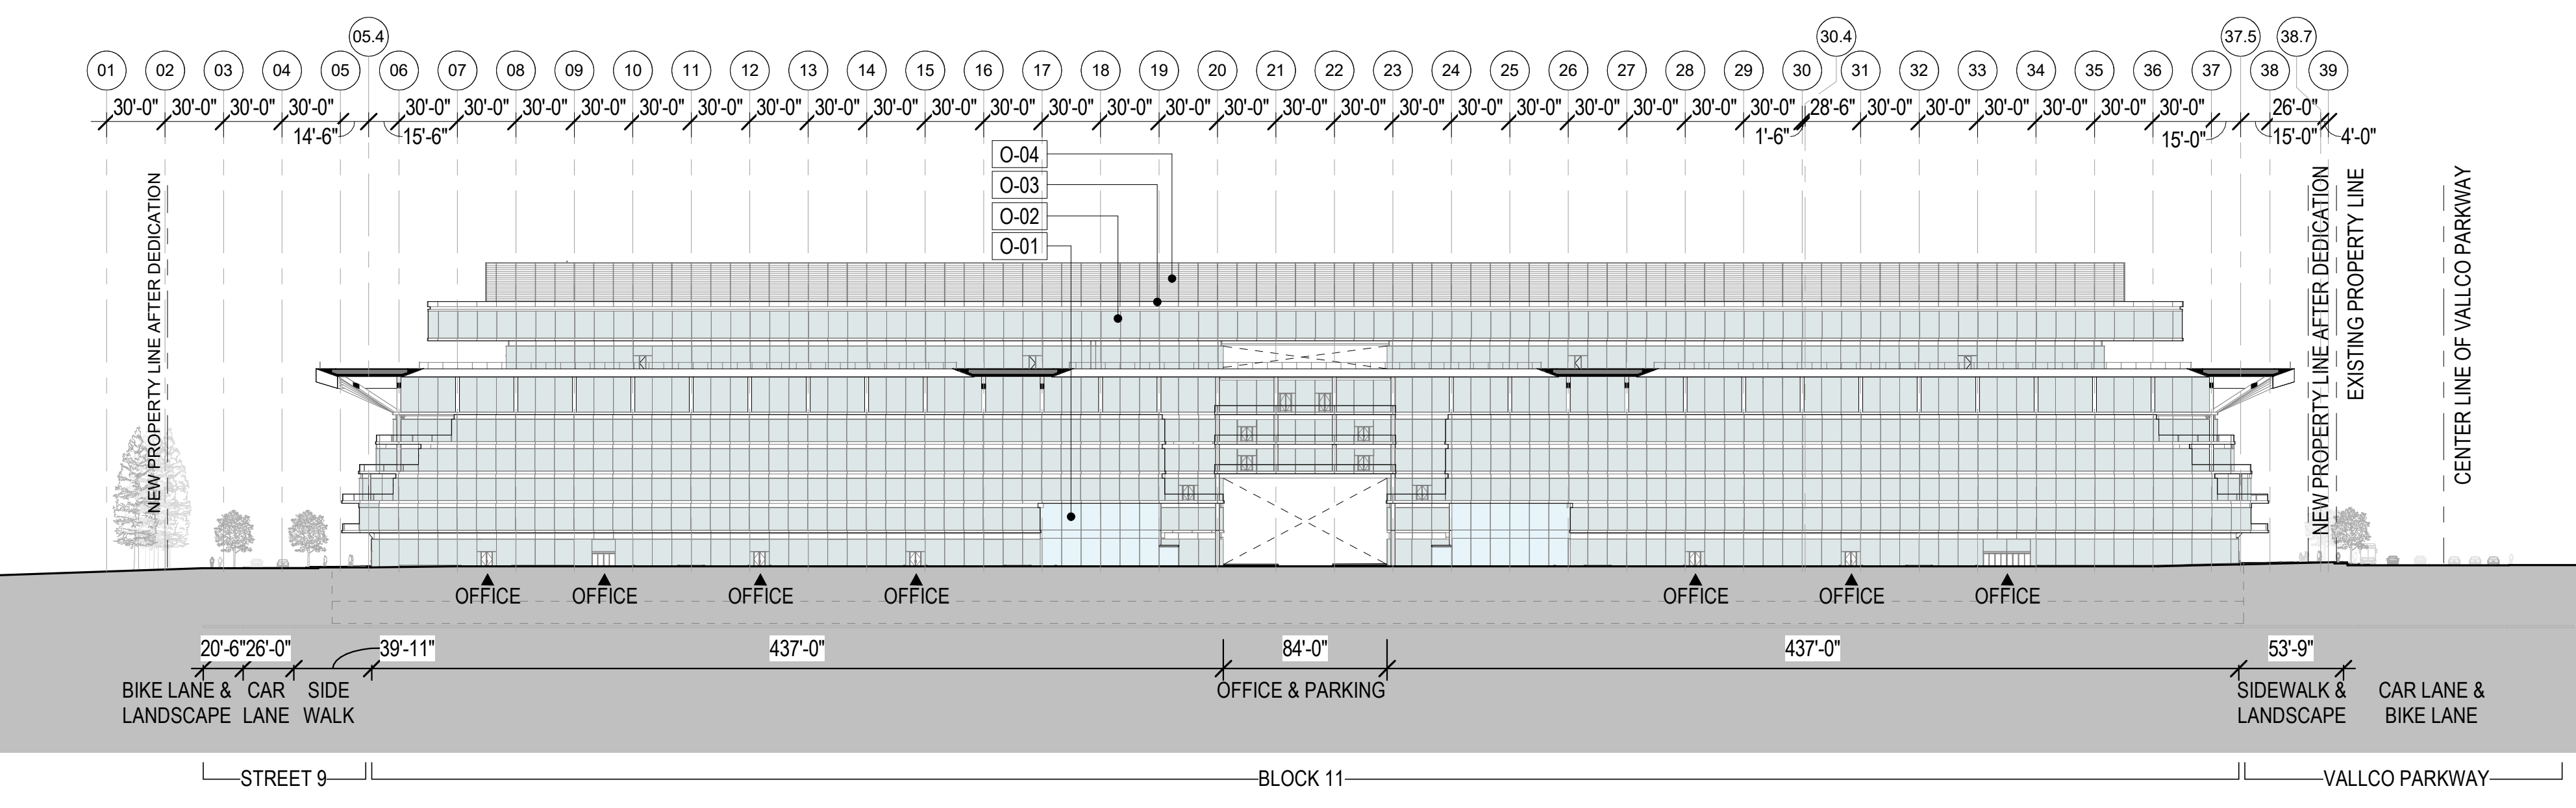 05.4 30.4 37.5 38.7
01 02 03 04 05 06 07 08 09 10 11 12 13 14 15 16 17 18 19 20 21 22 23 24 25 26 27 28 29 30 31 32 33 34 35 36 37 38 39
30'-0" 30'-0" 30'-0" 30'-0" 30'-0" 30'-0" 30'-0" 30'-0" 30'-0" 30'-0" 30'-0" 30'-0" 30'-0" 30'-0" 30'-0" 30'-0" 30'-0" 30'-0" 30'-0" 30'-0" 30'-0" 30'-0" 30'-0" 30'-0" 30'-0" 30'-0" 30'-0" 30'-0" 28'-6" 30'-0" 30'-0" 30'-0" 30'-0" 30'-0" 30'-0" 26'-0"
14'-6" 15'-6" 1'-6" 15'-0" 15'-0" 4'-0"
O-04
O-03
O-02
O-01
NEW PROPERTY LINE AFTER DEDICATION
NEW PROPERTY LINE AFTER DEDICATION
EXISTING PROPERTY LINE
CENTER LINE OF VALLCO PARKWAY
OFFICE OFFICE OFFICE OFFICE OFFICE OFFICE OFFICE
20'-6" 26'-0" 39'-11" 437'-0" 84'-0" 437'-0" 53'-9"
BIKE LANE &
LANDSCAPE
CAR
LANE
SIDE
WALK
OFFICE & PARKING
SIDEWALK &
LANDSCAPE
CAR LANE &
BIKE LANE
STREET 9
BLOCK 11
VALLCO PARKWAY